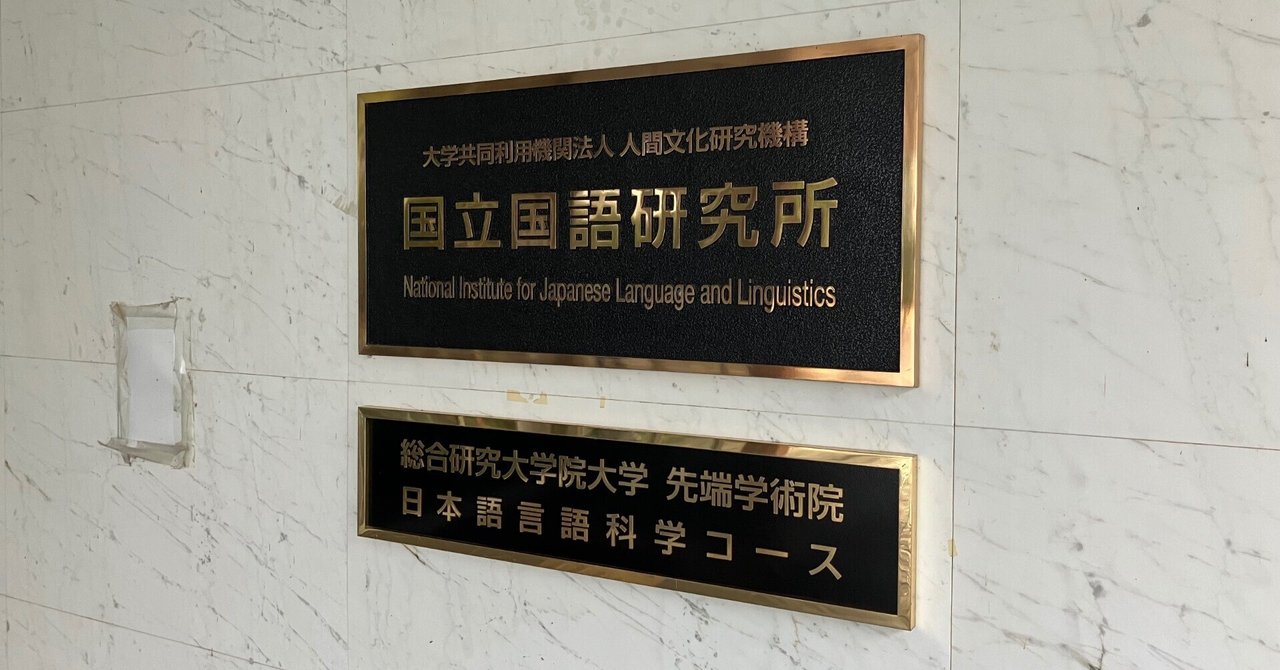 大学共同利用機関法人 人間文化研究機構
国立国語研究所
National Institute for Japanese Language and Linguistics
総合研究大学院大学 先端学術院
日本語言語科学コース